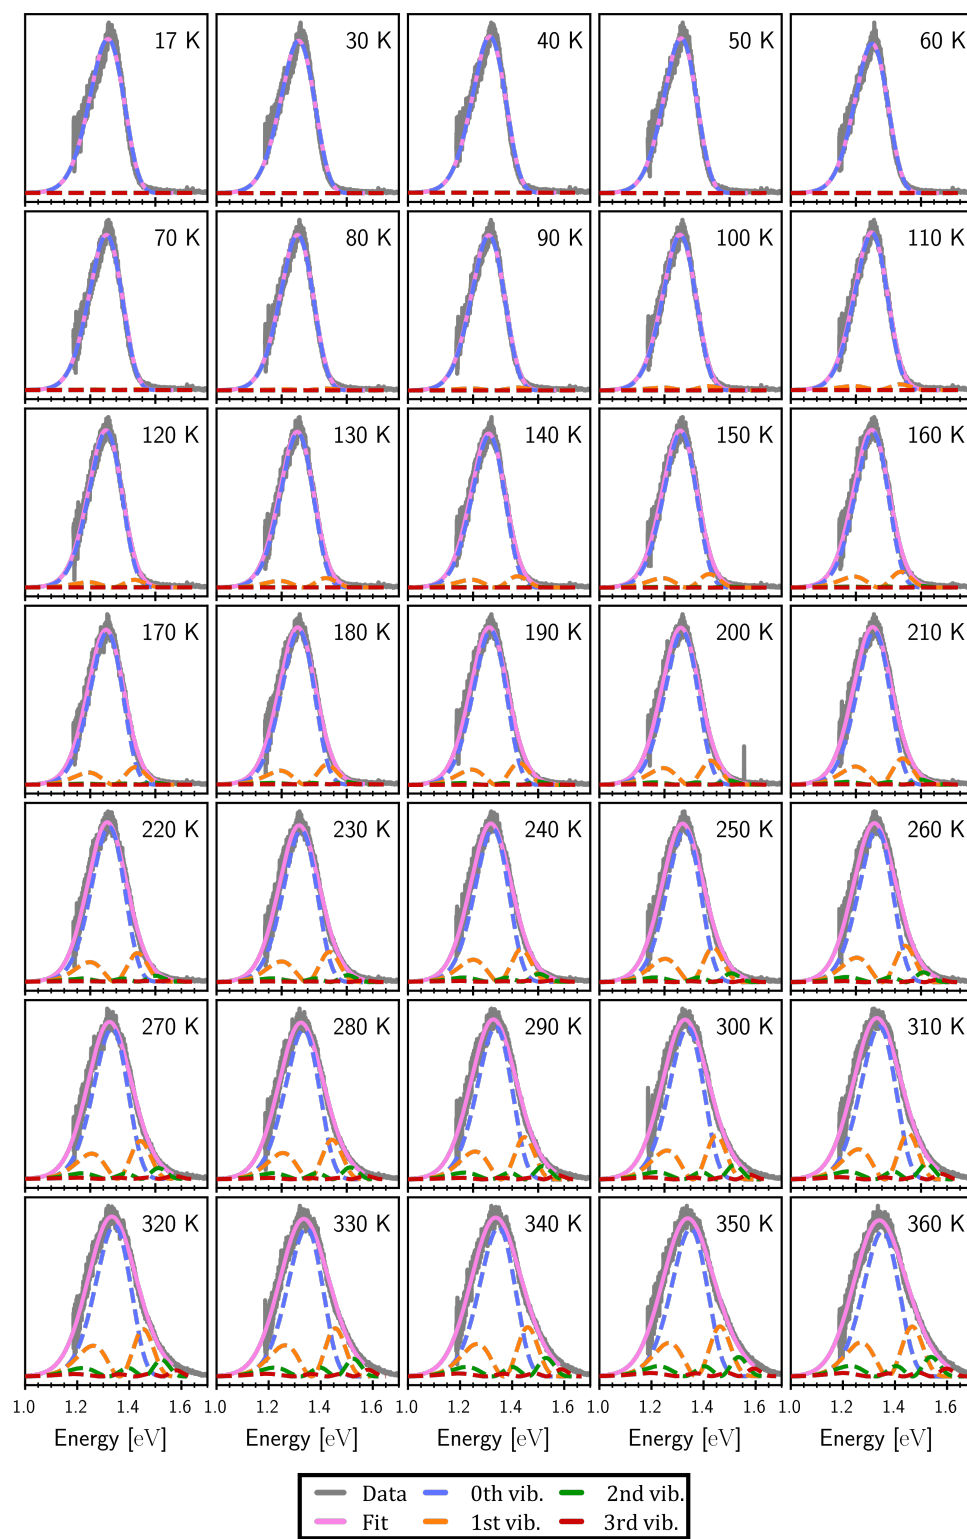 17 K 30 K 40 K 50 K 60 K
70 K 80 K 90 K 100 K 110 K
120 K 130 K 140 K 150 K 160 K
170 K 180 K 190 K 200 K 210 K
220 K 230 K 240 K 250 K 260 K
270 K 280 K 290 K 300 K 310 K
320 K 330 K 340 K 350 K 360 K
1.0 1.2 1.4 1.6 1.0 1.2 1.4 1.6 1.0 1.2 1.4 1.6 1.0 1.2 1.4 1.6 1.0 1.2 1.4 1.6
Energy [eV] Energy [eV] Energy [eV] Energy [eV] Energy [eV]
Data 0th vib. 2nd vib.
Fit 1st vib. 3rd vib.